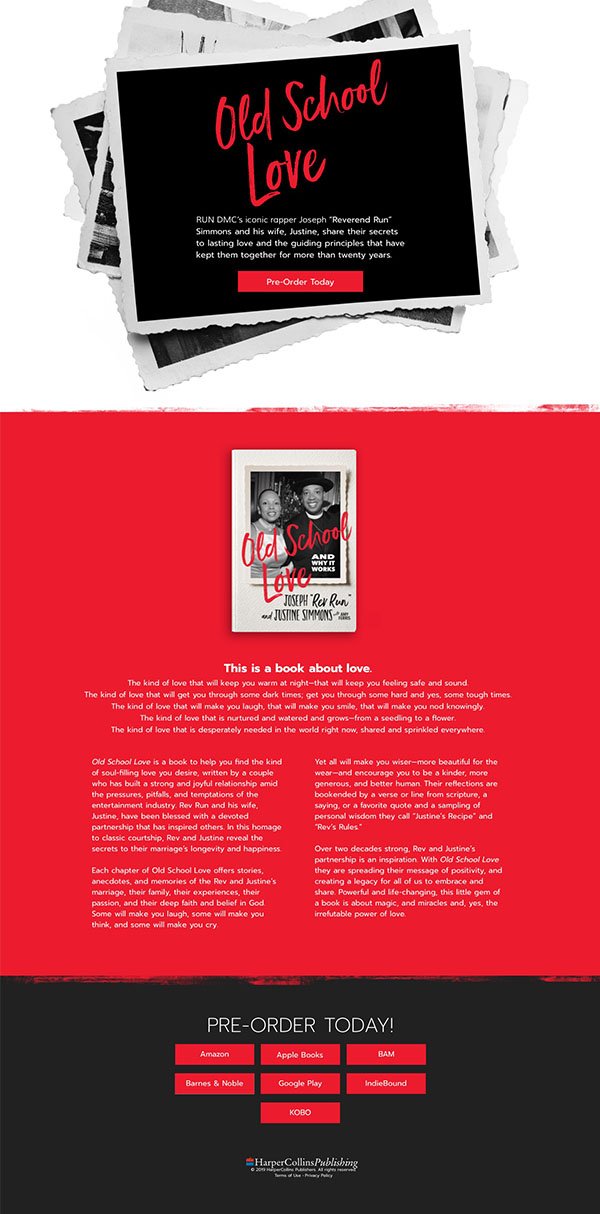 Old School
Love
RUN DMC's iconic rapper Joseph "Reverend Run"
Simmons and his wife, Justine, share their secrets
to lasting love and the guiding principles that have
kept them together for more than twenty years.
Pre-Order Today
Old School
Love
AND
WHY IT
WORKS
JOSEPH "Rev Run"
and JUSTINE SIMMONS
AMY
FERRIS
This is a book about love.
The kind of love that will keep you warm at night—that will keep you feeling safe and sound.
The kind of love that will get you through some dark times; get you through some hard and yes, some tough times.
The kind of love that will make you laugh, that will make you smile, that will make you nod knowingly.
The kind of love that is nurtured and watered and grows—from a seedling to a flower.
The kind of love that is desperately needed in the world right now, shared and sprinkled everywhere.
Old School Love is a book to help you find the kind
of soul-filling love you desire, written by a couple
who has built a strong and joyful relationship amid
the pressures, pitfalls, and temptations of the
entertainment industry. Rev Run and his wife,
Justine, have been blessed with a devoted
partnership that has inspired others. In this homage
to classic courtship, Rev and Justine reveal the
secrets to their marriage's longevity and happiness.
Each chapter of Old School Love offers stories,
anecdotes, and memories of the Rev and Justine's
marriage, their family, their experiences, their
passion, and their deep faith and belief in God.
Some will make you laugh, some will make you
think, and some will make you cry.
Yet all will make you wiser—more beautiful for the
wear—and encourage you to be a kinder, more
generous, and better human. Their reflections are
bookended by a verse or line from scripture, a
saying, or a favorite quote and a sampling of
personal wisdom they call "Justine's Recipe" and
"Rev's Rules."
Over two decades strong, Rev and Justine's
partnership is an inspiration. With Old School Love
they are spreading their message of positivity, and
creating a legacy for all of us to embrace and
share. Powerful and life-changing, this little gem of
a book is about magic, and miracles and, yes, the
irrefutable power of love.
PRE-ORDER TODAY!
Amazon
Apple Books
BAM
Barnes & Noble
Google Play
IndieBound
KOBO
HarperCollinsPublishing
© 2019 HarperCollins Publishers. All rights reserved.
Terms of Use - Privacy Policy